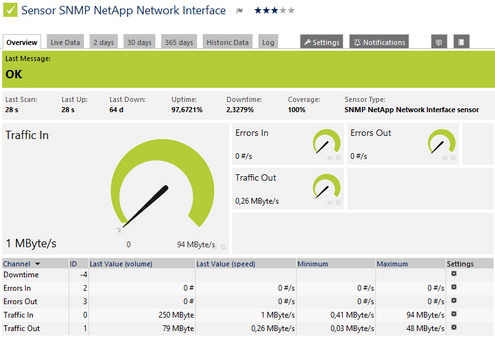 Sensor SNMP NetApp Network Interface
Overview Live Data 2 days 30 days 365 days Historic Data Log Settings Notifications
Last Message:
OK
Last Scan: Last Up: Last Down: Uptime: Downtime: Coverage: Sensor Type:
28 s 28 s 64 d 97,6721% 2,3279% 100% SNMP NetApp Network Interface sensor
Traffic In
1 MByte/s
0 94 MByte/s
Errors In
0 #/s
Errors Out
0 #/s
Traffic Out
0,26 MByte/s
Channel ID Last Value (volume) Last Value (speed) Minimum Maximum Settings
Downtime -4
Errors In 2 0 # 0 #/s 0 #/s 0 #/s
Errors Out 3 0 # 0 #/s 0 #/s 0 #/s
Traffic In 0 250 MByte 1 MByte/s 0,41 MByte/s 94 MByte/s
Traffic Out 1 79 MByte 0,26 MByte/s 0,03 MByte/s 48 MByte/s